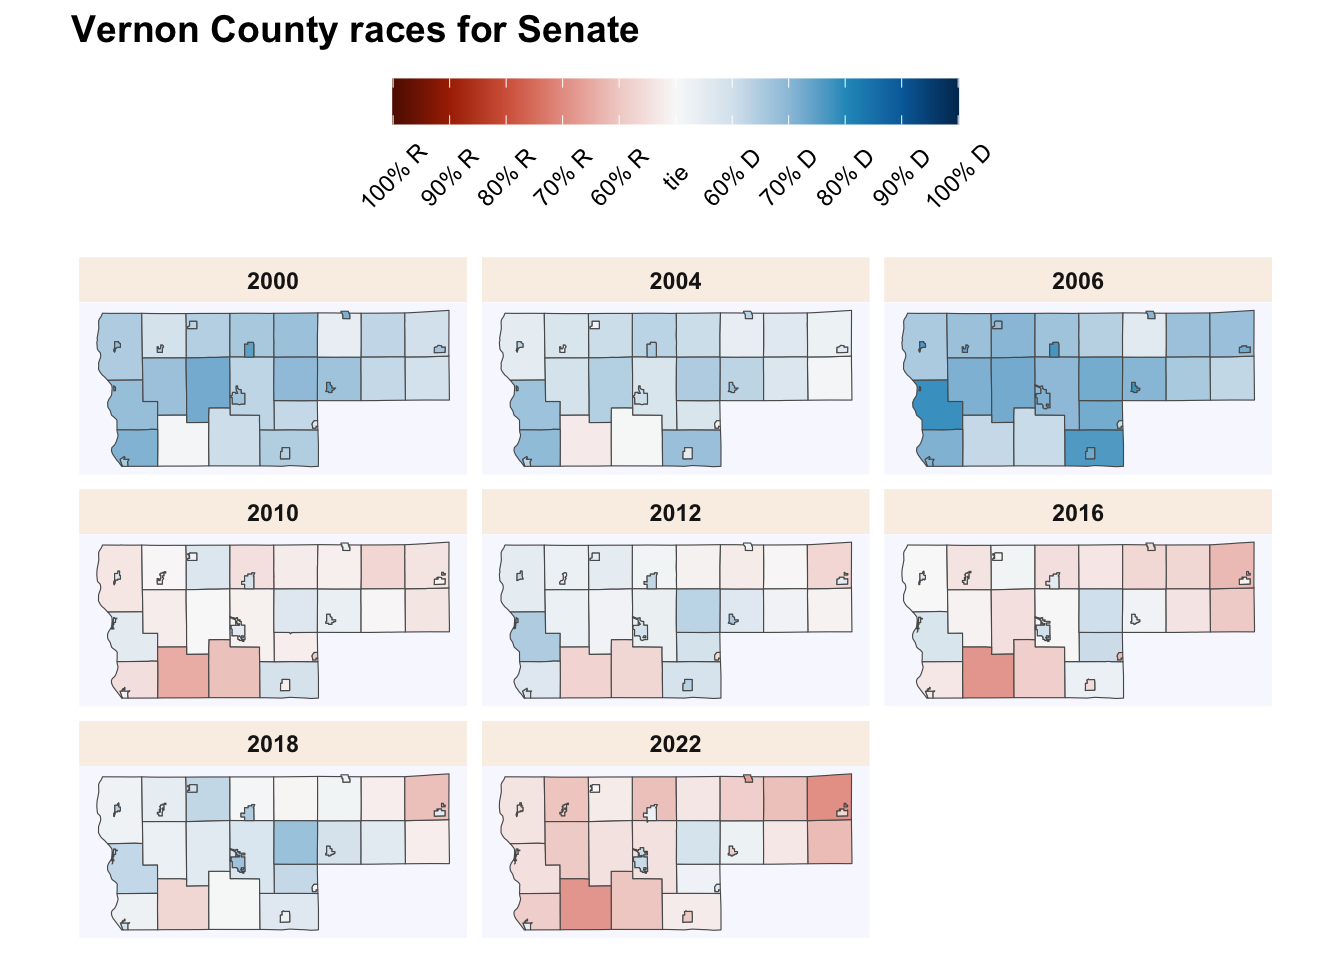 Vernon County races for Senate
100% R
90% R
80% R
70% R
60% R
tie
60% D
70% D
80% D
90% D
100% D
2000
2004
2006
2010
2012
2016
2018
2022